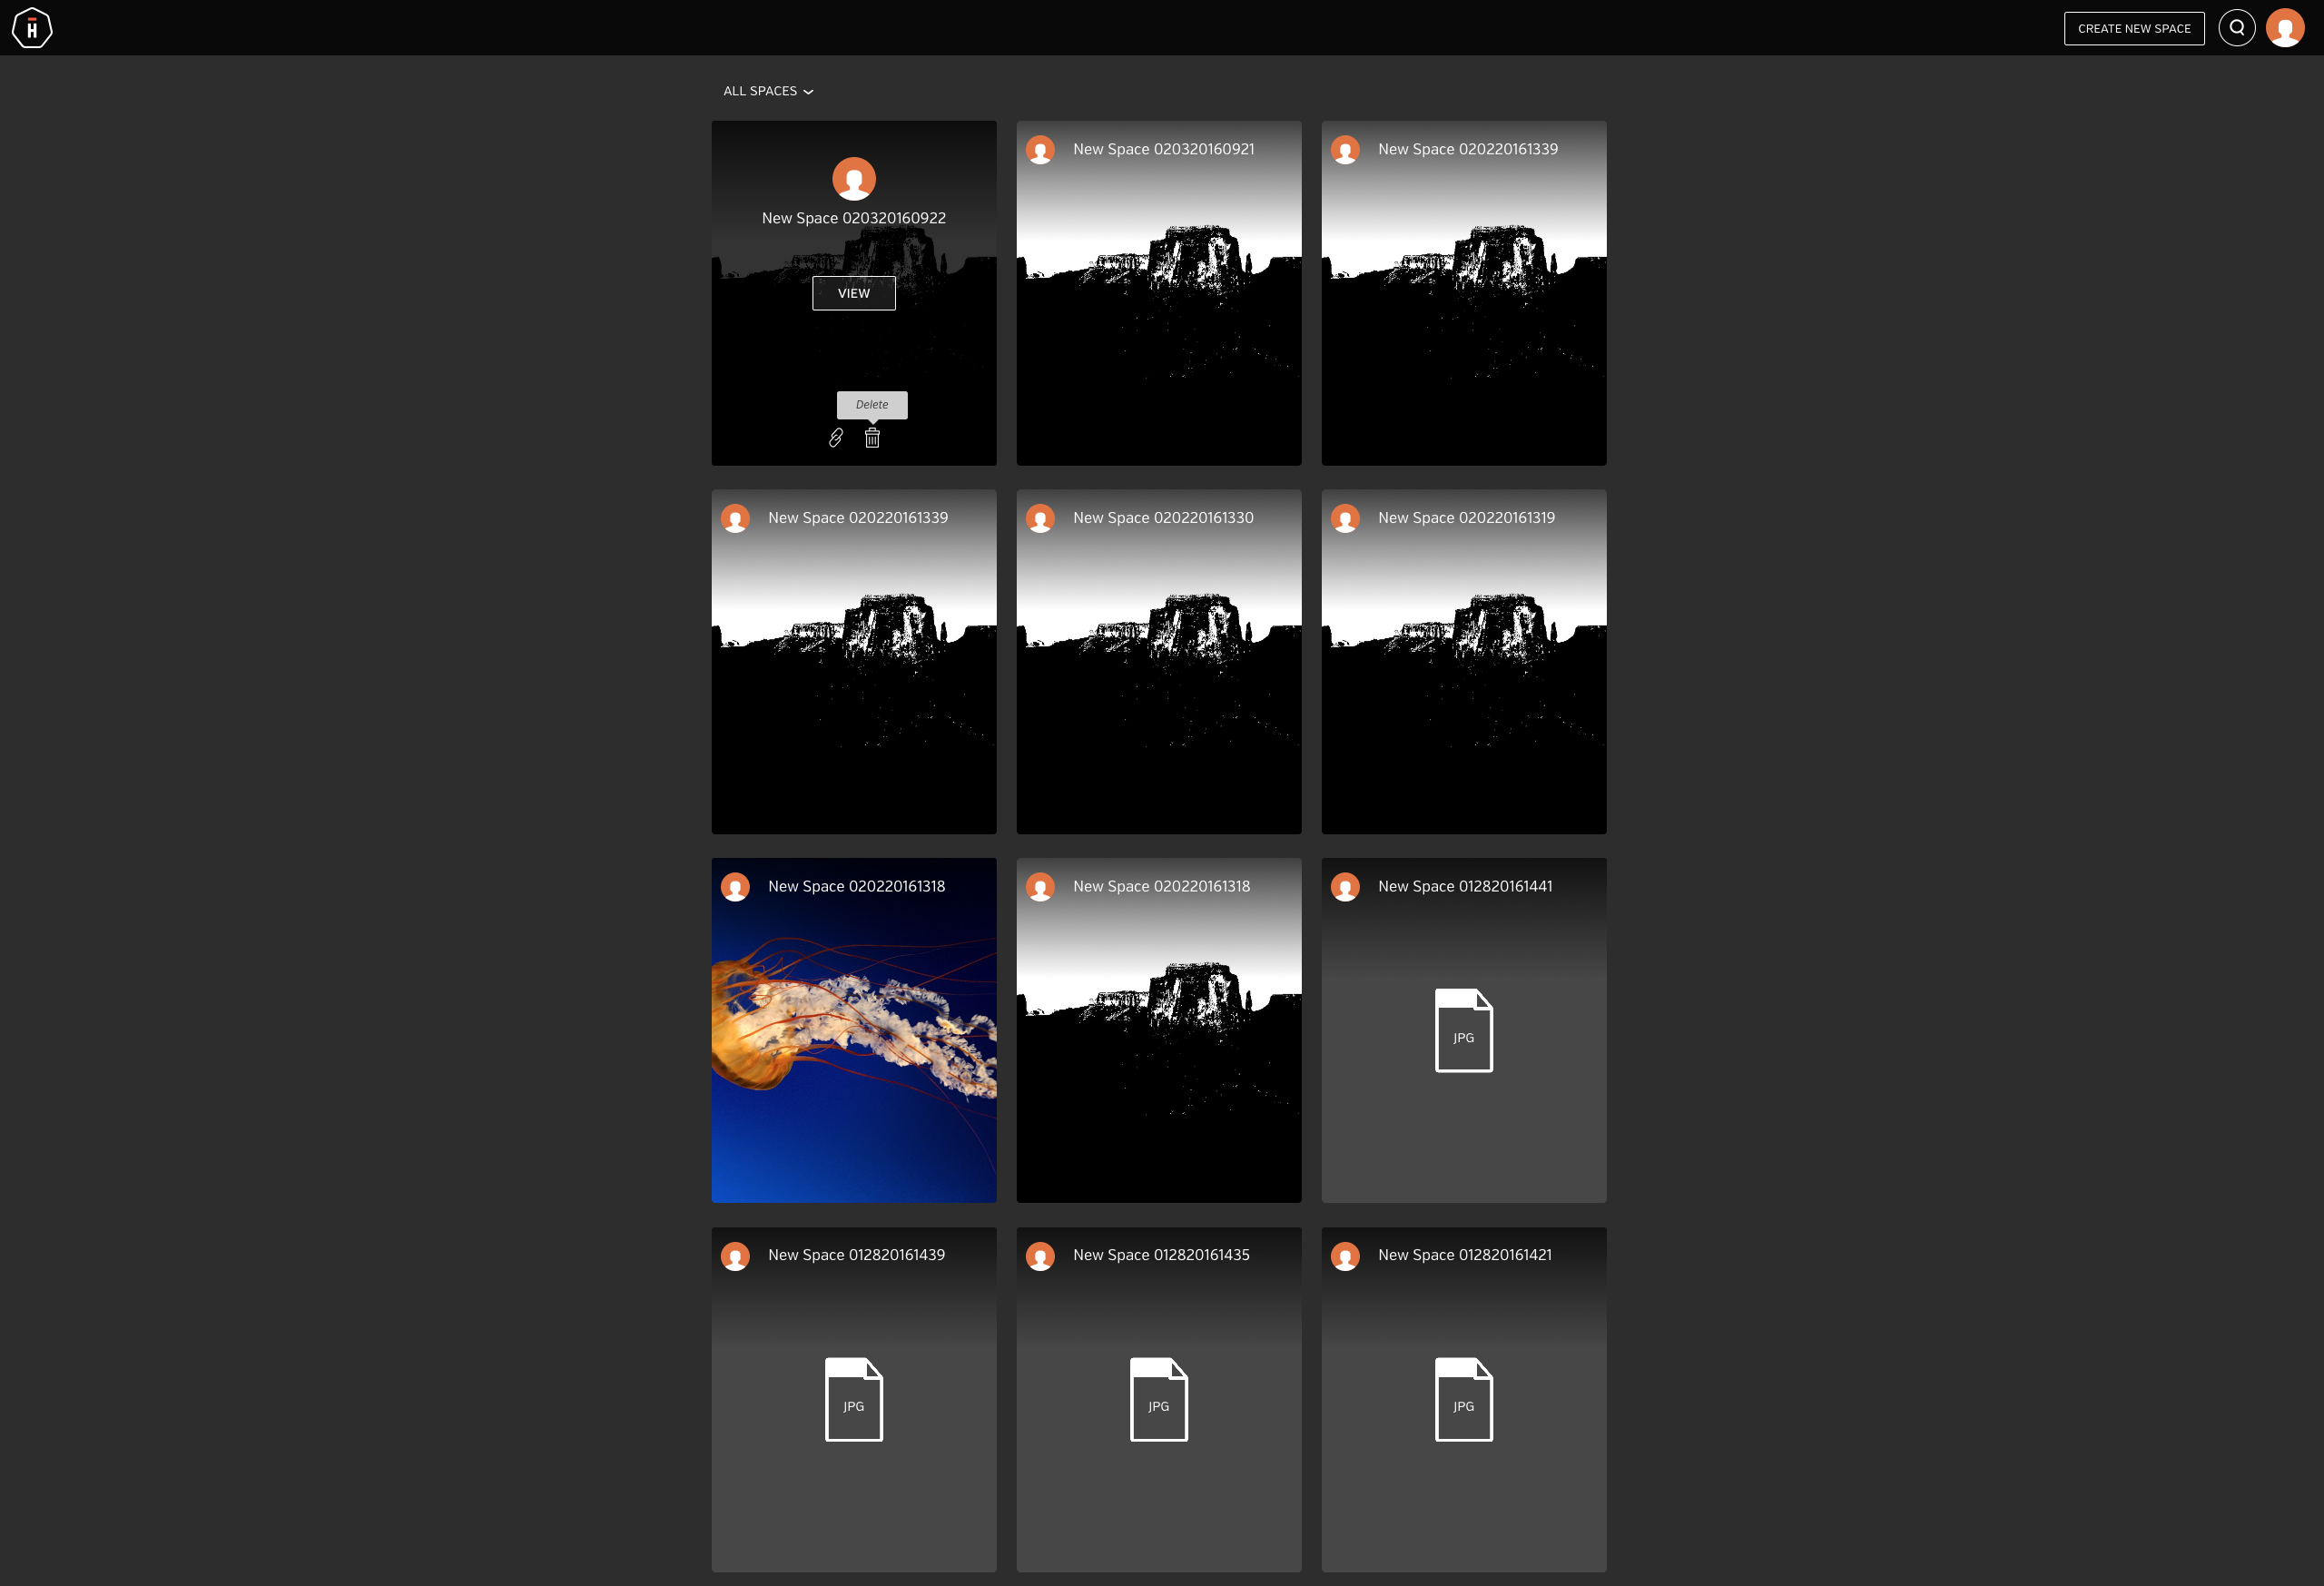 H
CREATE NEW SPACE
ALL SPACES
New Space 020320160922
VIEW
Delete
New Space 020320160921
New Space 020220161339
New Space 020220161339
New Space 020220161330
New Space 020220161319
New Space 020220161318
New Space 020220161318
New Space 012820161441
JPG
New Space 012820161439
JPG
New Space 012820161435
JPG
New Space 012820161421
JPG